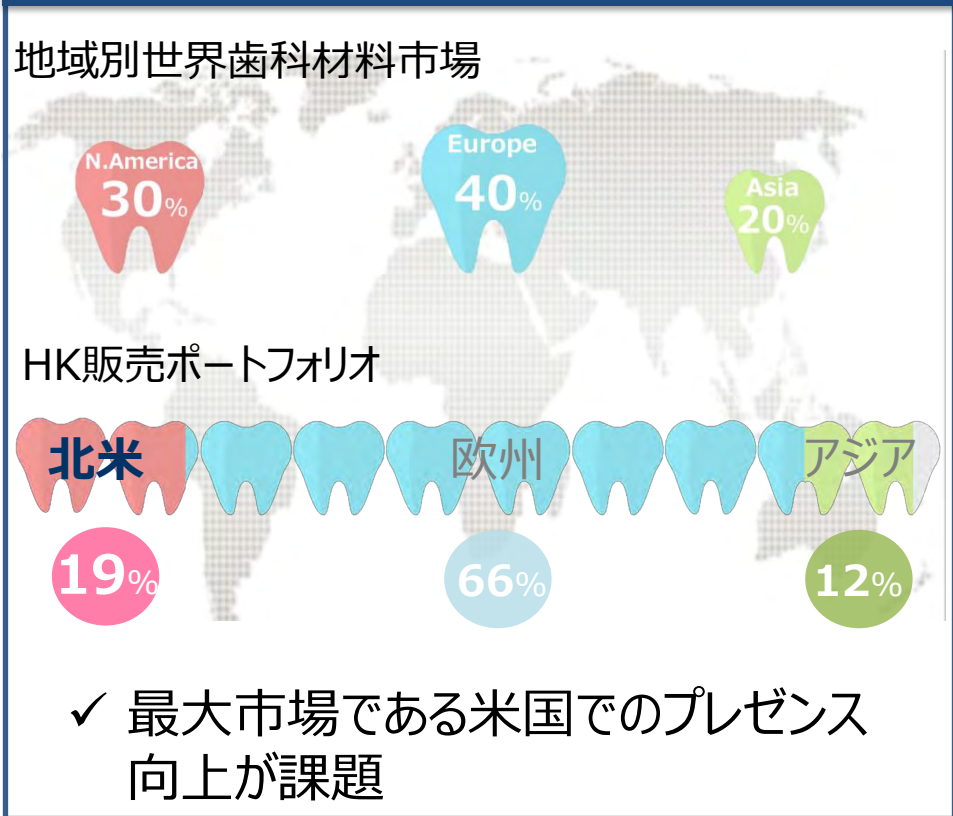 地域別世界歯科材料市場
N.America
30%
Europe
40%
Asia
20%
HK販売ポートフォリオ
北米
欧州
アジア
19%
66%
12%
✓ 最大市場である米国でのプレゼンス
向上が課題